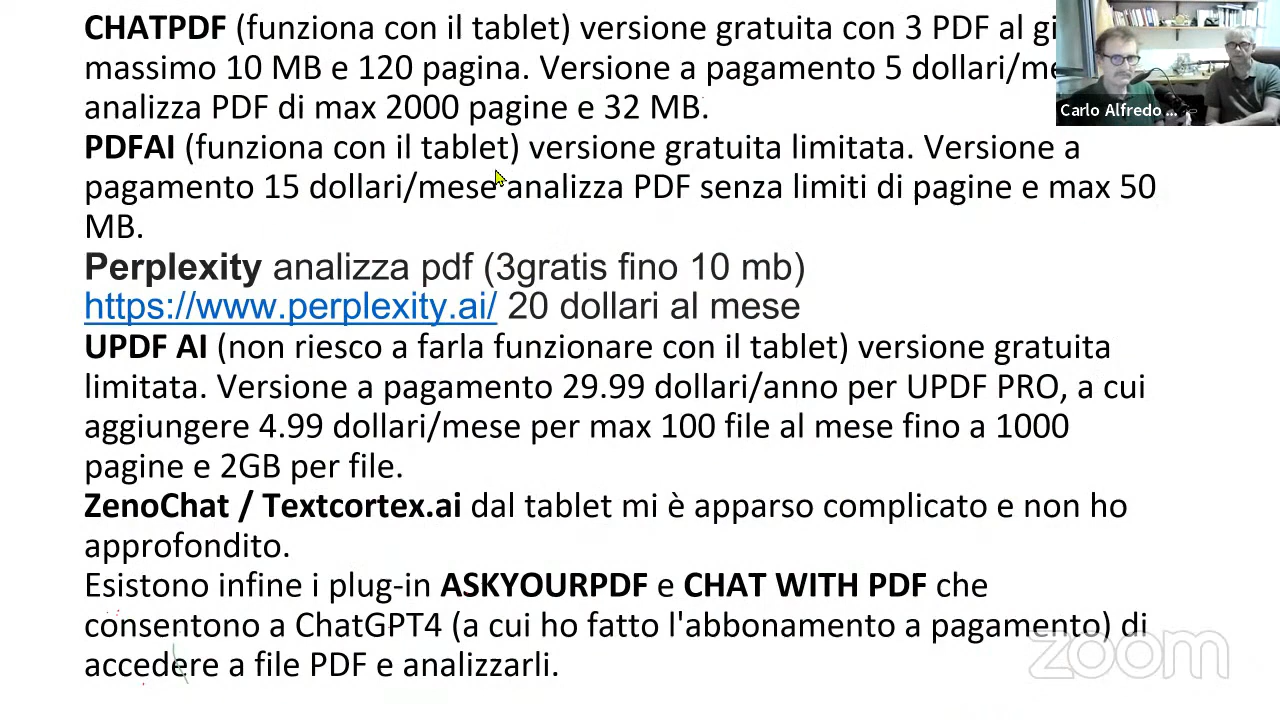 CHATPDF (funziona con il tablet) versione gratuita con 3 PDF al
massimo 10 MB e 120 pagina. Versione a pagamento 5
analizza PDF di max 2000 pagine e 32 MB.
PDFAI (funziona con il tablet) versione gratuita limitata. Versione a
pagamento 15 dollari/mese analizza PDF senza limiti di pagine e max 50
MB.
Perplexity analizza pdf (3gratis fino 10 mb)
https://www.perplexity.ai/ 20 dollari al mese
UPDF AI (non riesco a farla funzionare con il tablet) versione gratuita
limitata. Versione a pagamento 29.99 dollari/anno per UPDF PRO, a cui
aggiungere 4.99 dollari/mese per max 100 file al mese fino a 1000
pagine e 2GB per file.
ZenoChat / Textcortex.ai dal tablet mi è apparso complicato e non ho
approfondito.
Esistono infine i plug-in ASKYOURPDF e CHAT WITH PDF che
consentono a ChatGPT4 (a cui ho fatto l'abbonamento a pagamento) di
accedere a file PDF e analizzarli.
Carlo Alfredo ...
zoom